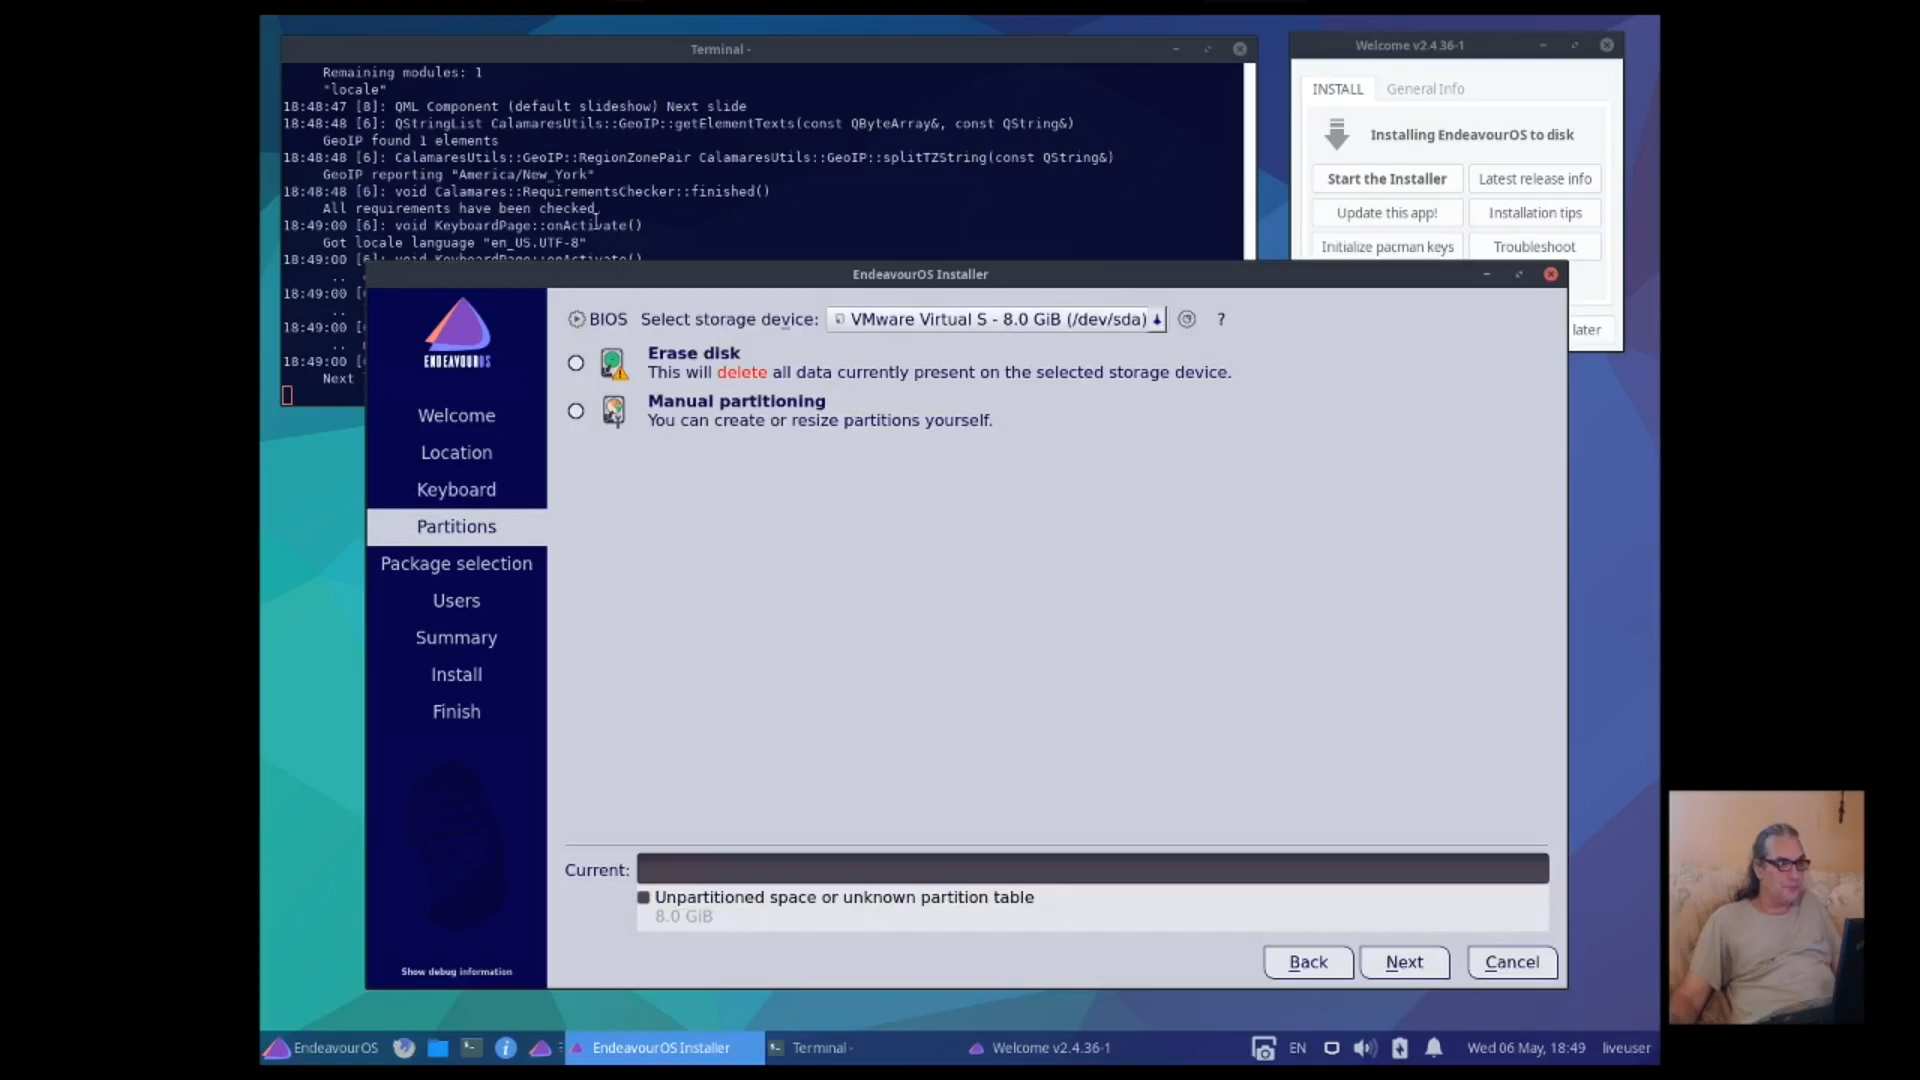 Terminal -
Remaining modules: 1
"locale"
18:48:47 [8]: QML Component (default slideshow) Next slide
18:48:48 [6]: QStringList CalamaresUtils::GeoIP::getElementTexts(const QByteArray&, const QString&)
GeoIP found 1 elements
18:48:48 [6]: CalamaresUtils::GeoIP::RegionZonePair CalamaresUtils::GeoIP::splitTZString(const QString&)
GeoIP reporting "America/New_York"
18:48:48 [6]: void Calamares::RequirementsChecker::finished()
All requirements have been checked.
18:49:00 [6]: void KeyboardPage::onActivate()
Got locale language "en_US.UTF-8"
18:49:00 [6]: void KeyboardPage::onActivate()
..
18:49:00 [
..
18:49:00 [
..
18:49:00 [
Next
Welcome v2.4.36-1
INSTALL
General Info
Installing EndeavourOS to disk
Start the Installer
Latest release info
Update this app!
Installation tips
Initialize pacman keys
Troubleshoot
later
EndeavourOS Installer
ENDEAVOUROS
Welcome
Location
Keyboard
Partitions
Package selection
Users
Summary
Install
Finish
Show debug information
BIOS Select storage device: VMware Virtual S - 8.0 GiB (/dev/sda) ?
Erase disk
This will delete all data currently present on the selected storage device.
Manual partitioning
You can create or resize partitions yourself.
Current:
Unpartitioned space or unknown partition table
8.0 GiB
Back
Next
Cancel
EndeavourOS
EndeavourOS Installer
Terminal -
Welcome v2.4.36-1
EN
Wed 06 May, 18:49
liveuser